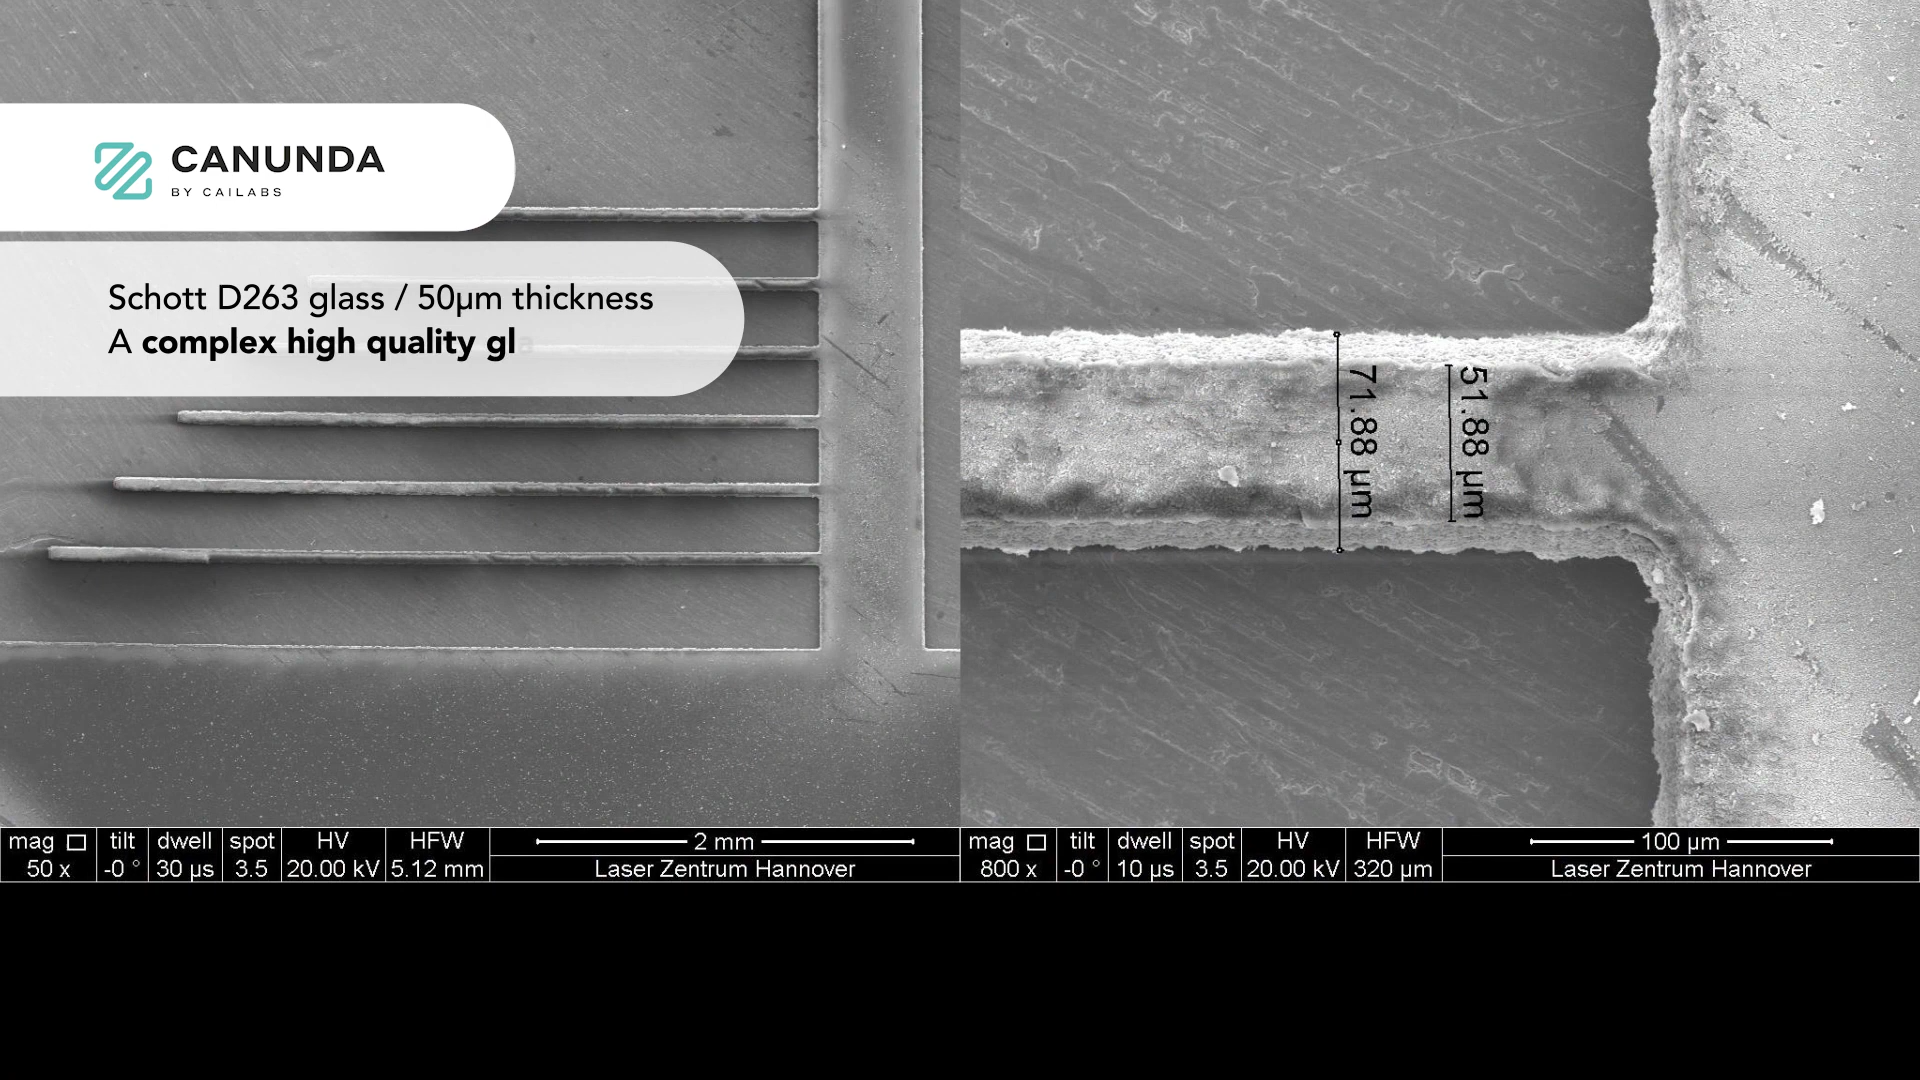 CANUNDA
BY CAILABS
Schott D263 glass / 50µm thickness
A complex high quality gl
71.88 µm
51.88 µm
mag tilt dwell spot HV HFW 2 mm
50 x -0 ° 30 µs 3.5 20.00 kV 5.12 mm Laser Zentrum Hannover
mag tilt dwell spot HV HFW 100 µm
800 x -0 ° 10 µs 3.5 20.00 kV 320 µm Laser Zentrum Hannover